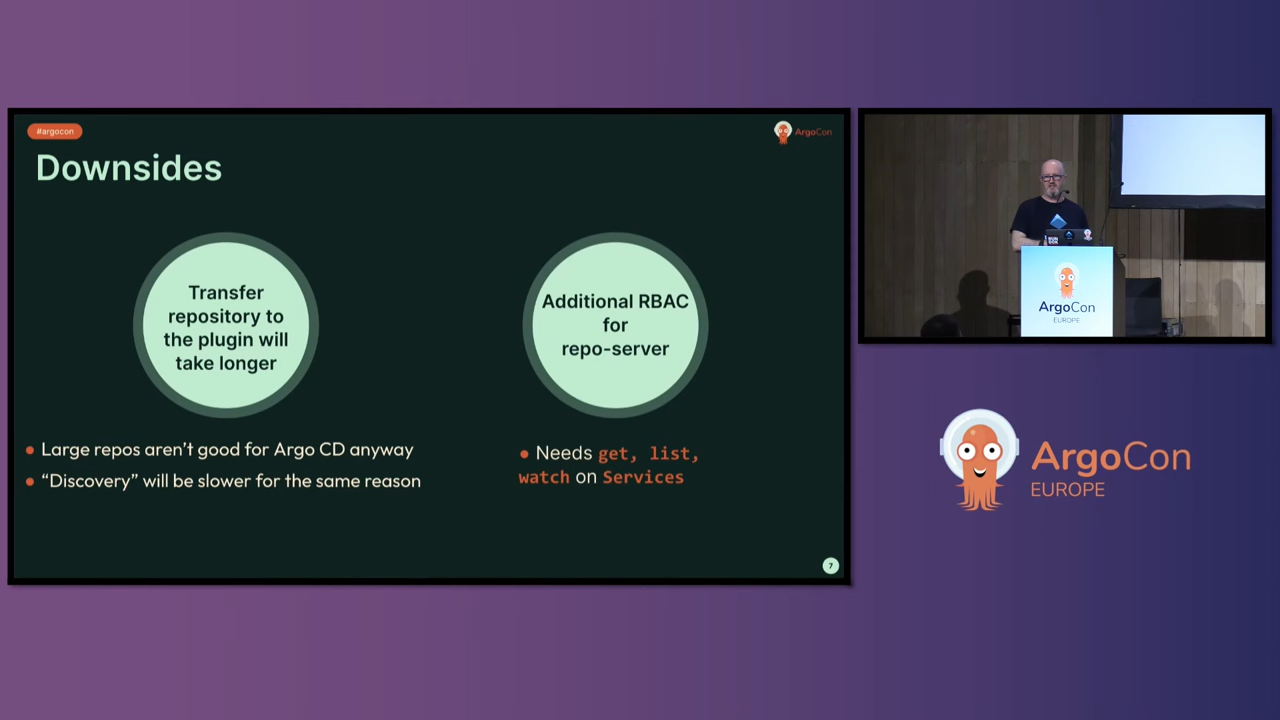 #argocon
ArgoCon
Downsides
Transfer
repository to
the plugin will
take longer
Additional RBAC
for
repo-server
• Large repos aren’t good for Argo CD anyway
• “Discovery” will be slower for the same reason
• Needs get, list,
watch on Services
7
ArgoCon
EUROPE
ArgoCon
EUROPE